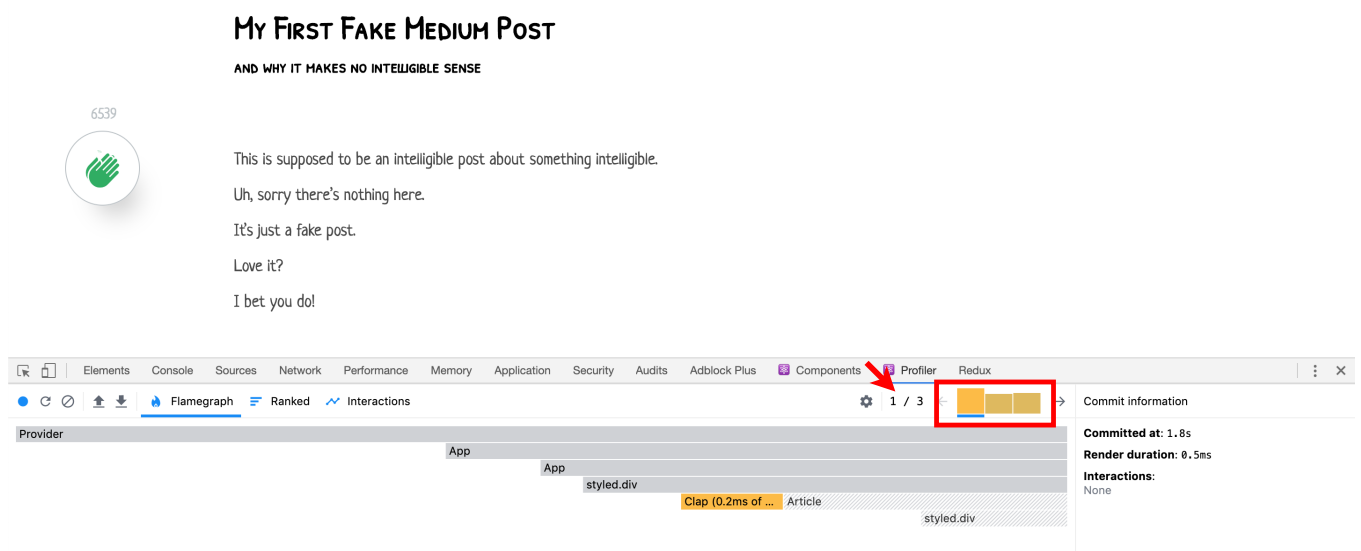 My First Fake Medium Post
and why it makes no intelligible sense
6539
This is supposed to be an intelligible post about something intelligible.
Uh, sorry there's nothing here.
It's just a fake post.
Love it?
I bet you do!
Elements Console Sources Network Performance Memory Application Security Audits Adblock Plus Components Profiler Redux
Flamegraph Ranked Interactions 1 / 3 Commit information
Provider
App
App
styled.div
Clap (0.2ms of ... Article
styled.div
Committed at: 1.8s
Render duration: 0.5ms
Interactions:
None